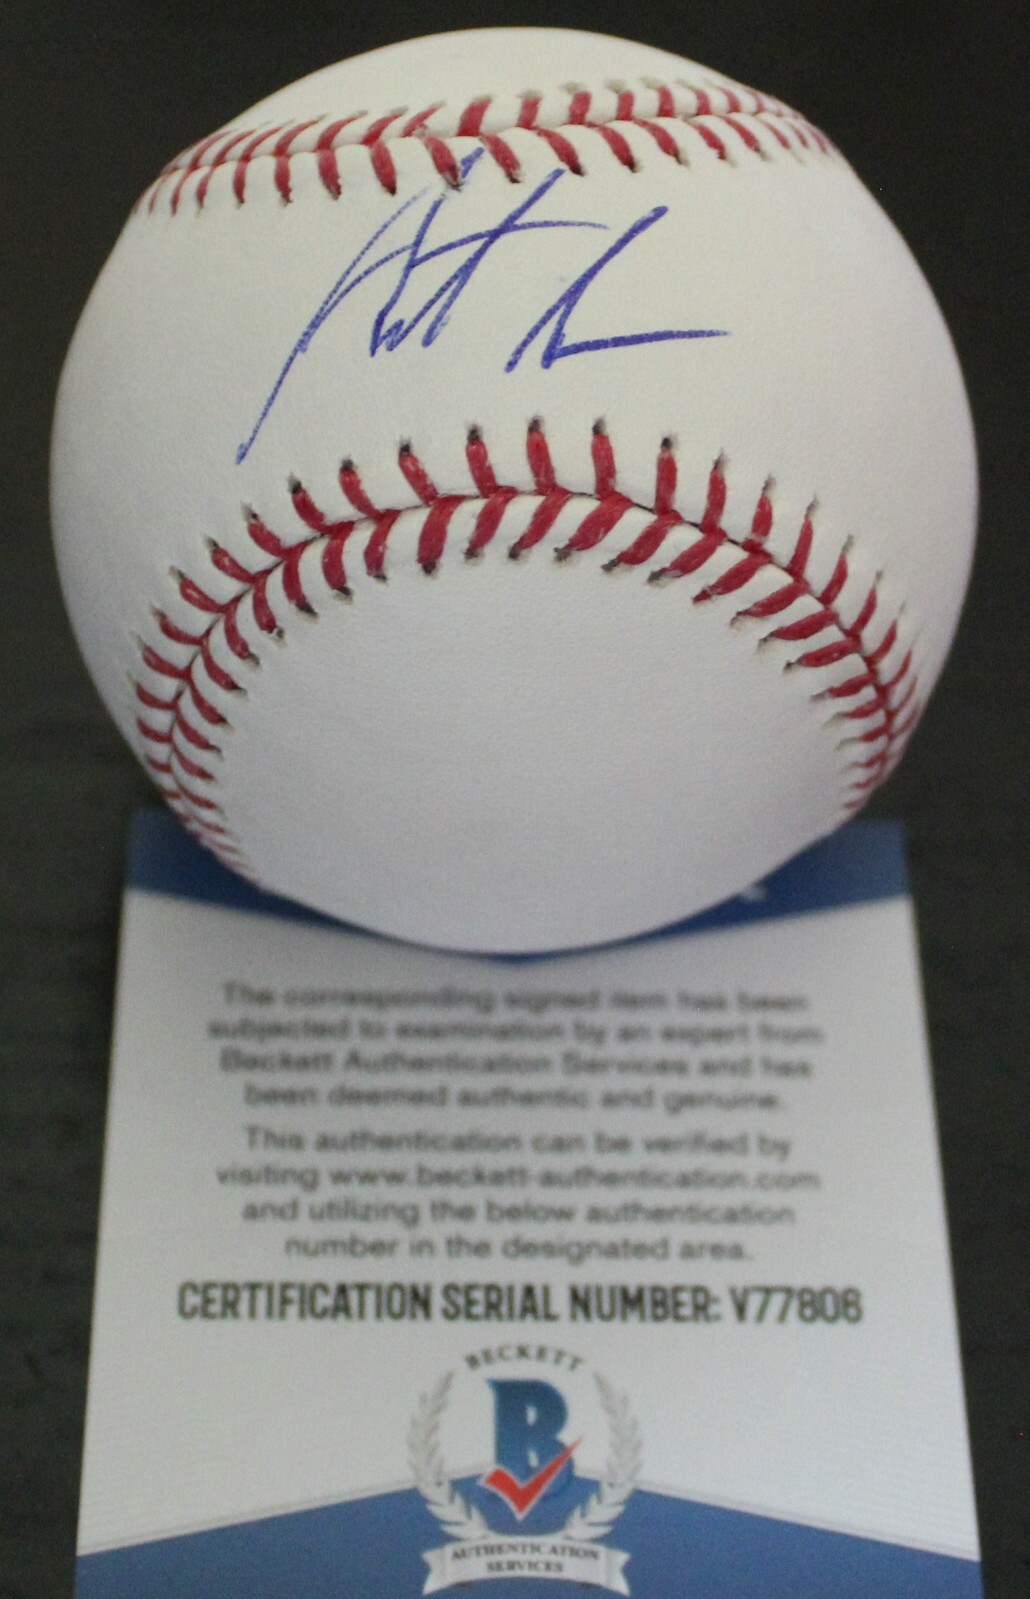 The corresponding signed item has been
subjected to examination by an expert from
Beckett Authentication Services and has
been deemed authentic and genuine.
This authentication can be verified by
visiting www.beckett-authentication.com
and utilizing the below authentication
number in the designated area.
CERTIFICATION SERIAL NUMBER: V77808
BECKETT
B
AUTHENTICATION
SERVICES